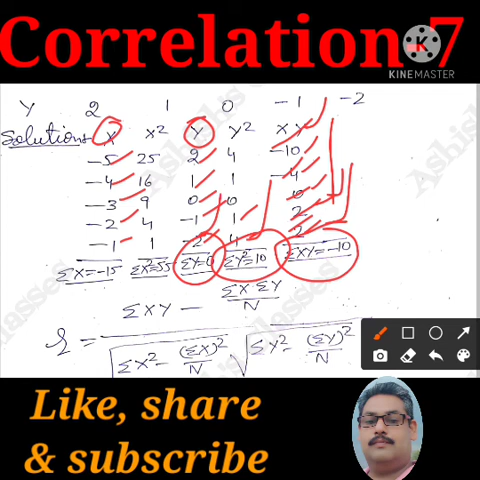 Correlation-7
K
KINEMASTER
Y 2 1 0 -1 -2
Solution:- X X² Y Y² XY
-5 25 2 4 -10
-4 16 1 1 -4
-3 9 0 0 0
-2 4 -1 1 2
-1 1 -2 4 2
ΣX=-15 ΣX²=55 ΣY=0 ΣY²=10 ΣXY=-10
ΣXY - ΣX.ΣY
N
r =
ΣX² - (ΣX)² ΣY² - (ΣY)²
N N
Like, share
& subscribe